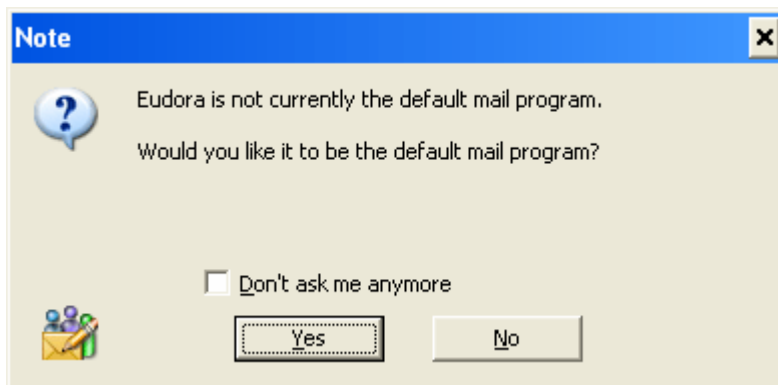 Note
Eudora is not currently the default mail program.
Would you like it to be the default mail program?
Don't ask me anymore
Yes No